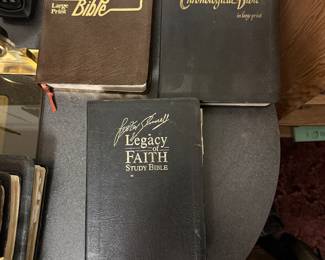 Large
Print
Bible
Chronological Bible
in large print
Legacy
of
FAITH
STUDY BIBLE